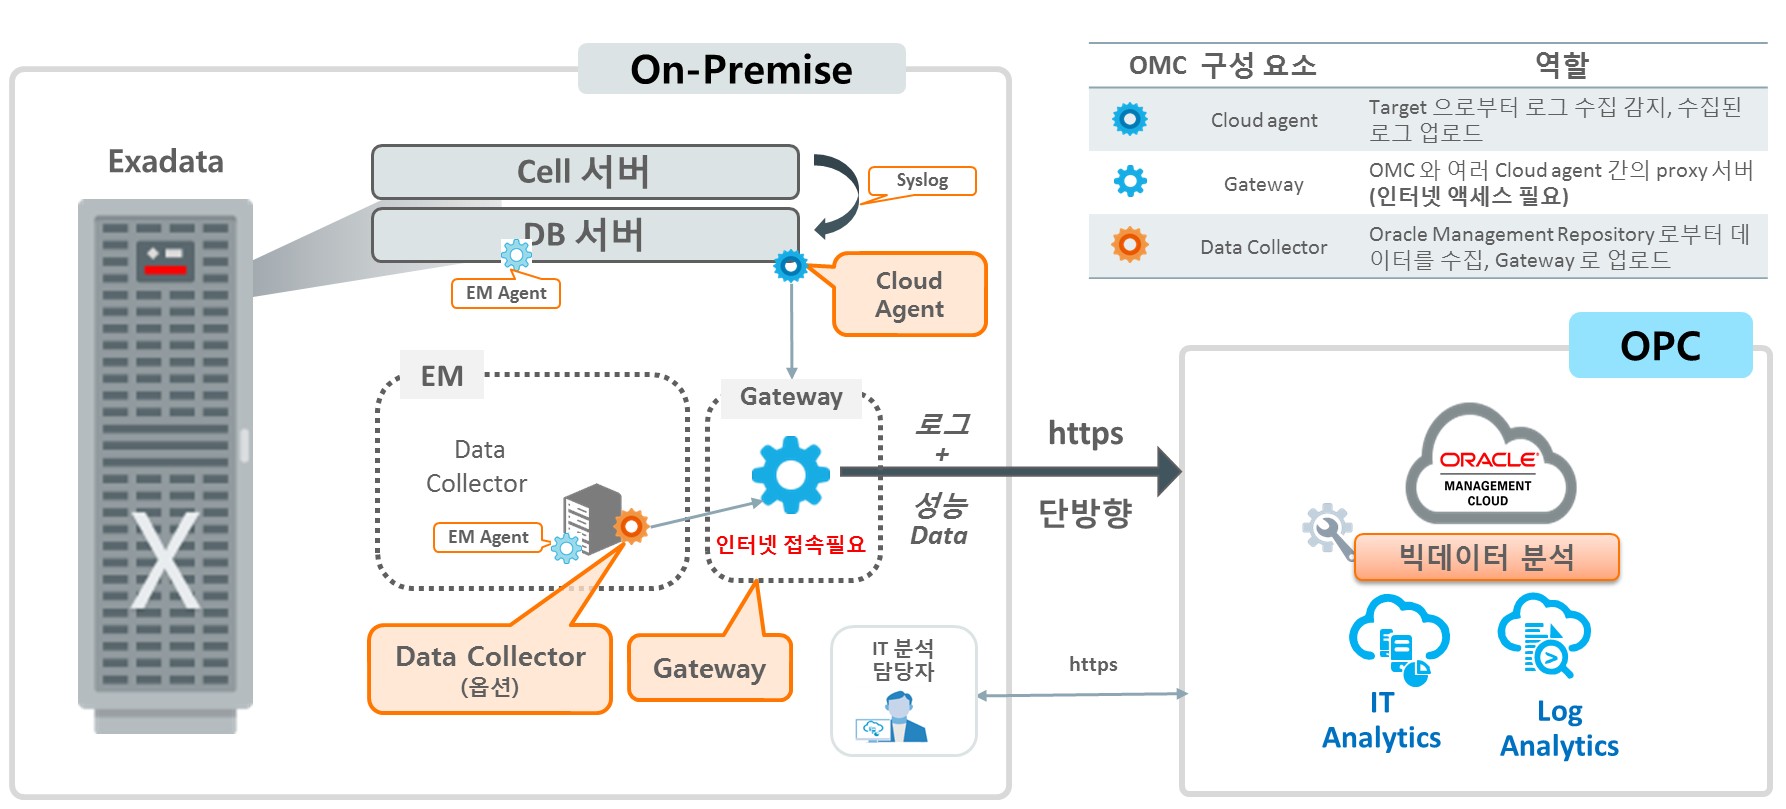 On-Premise
Exadata
X
Cell 서버
Syslog
DB 서버
EM Agent
Cloud
Agent
EM
Data
Collector
EM Agent
Gateway
인터넷 접속필요
로그
+
성능
Data
https
단방향
Data Collector
(옵션)
Gateway
IT 분석
담당자
https
OMC 구성 요소 역할
Cloud agent
Target 으로부터 로그 수집 감지, 수집된
로그 업로드
Gateway
OMC 와 여러 Cloud agent 간의 proxy 서버
(인터넷 액세스 필요)
Data Collector
Oracle Management Repository 로부터 데
이터를 수집, Gateway 로 업로드
OPC
ORACLE
MANAGEMENT
CLOUD
빅데이터 분석
IT
Analytics
Log
Analytics